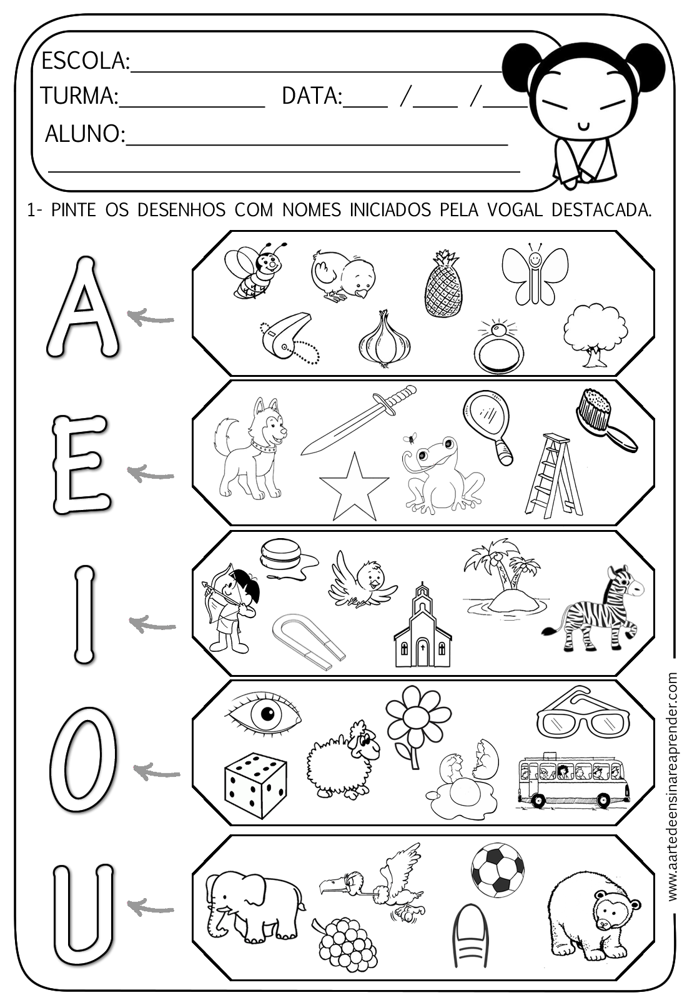 ESCOLA:
TURMA: DATA: / /
ALUNO:
1- PINTE OS DESENHOS COM NOMES INICIADOS PELA VOGAL DESTACADA.
A
E
I
O
U
www.aartedeensinareaprender.com